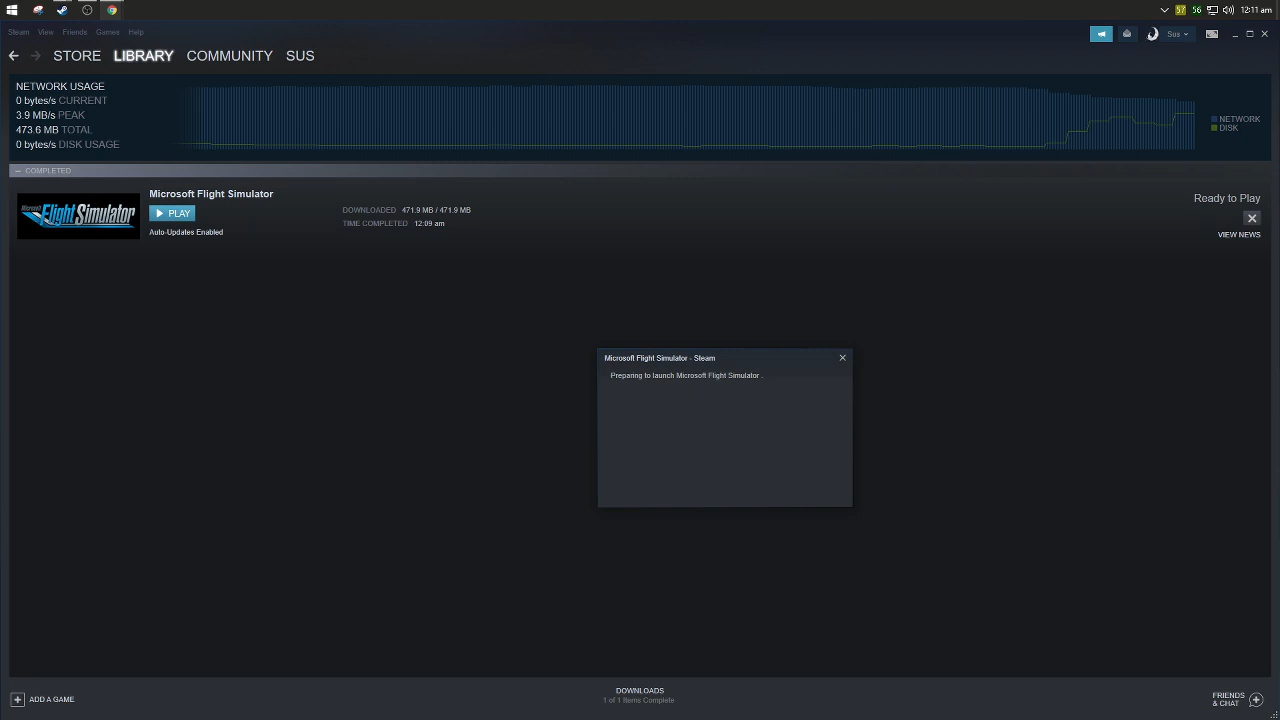 57 56 12:11 am
Steam View Friends Games Help
Sus
STORE LIBRARY COMMUNITY SUS
NETWORK USAGE
0 bytes/s CURRENT
3.9 MB/s PEAK
473.6 MB TOTAL
0 bytes/s DISK USAGE
NETWORK
DISK
COMPLETED
Microsoft Flight Simulator
Microsoft Flight Simulator
PLAY
Auto-Updates Enabled
DOWNLOADED 471.9 MB / 471.9 MB
TIME COMPLETED 12:09 am
Ready to Play
VIEW NEWS
Microsoft Flight Simulator - Steam
Preparing to launch Microsoft Flight Simulator..
ADD A GAME
DOWNLOADS
1 of 1 Items Complete
FRIENDS
& CHAT